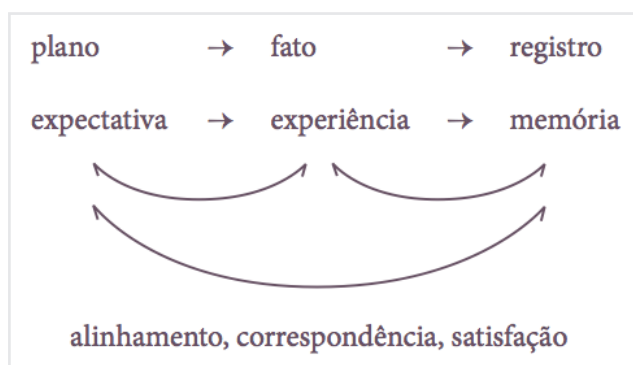 plano → fato → registro
expectativa → experiência → memória
alinhamento, correspondência, satisfação